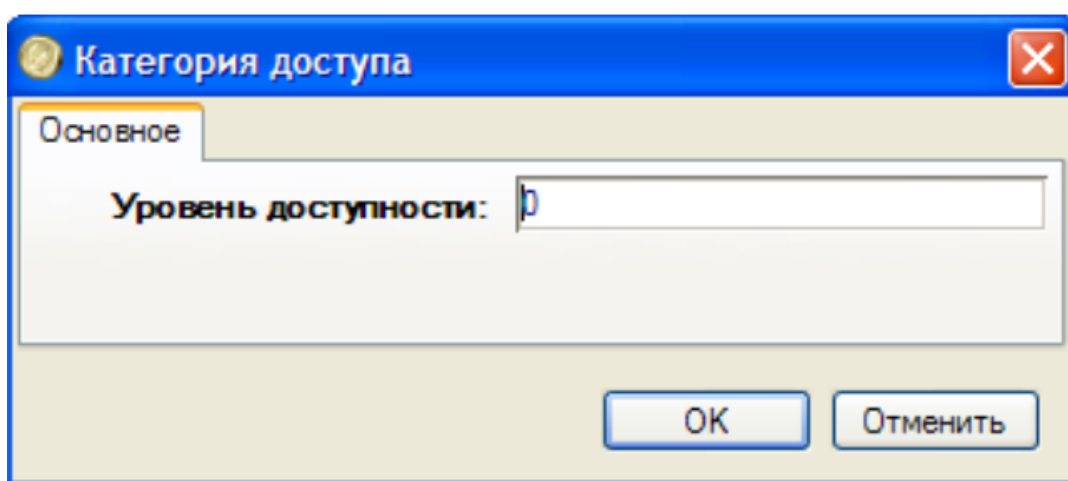 Категория доступа
Основное
Уровень доступности: 0
OK Отменить